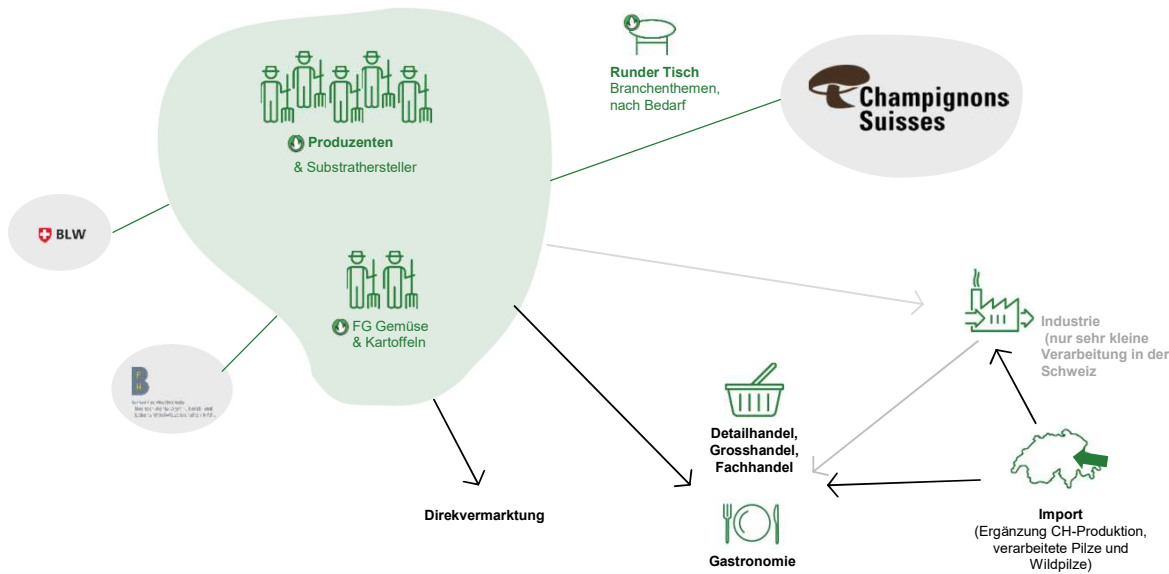 Runder Tisch
Branchenthemen,
nach Bedarf
Champignons
Suisses
Produzenten
& Substrathersteller
BLW
FG Gemüse
& Kartoffeln
B
F
H
Industrie
(nur sehr kleine
Verarbeitung in der
Schweiz
Detailhandel,
Grosshandel,
Fachhandel
Direkvermarktung
Gastronomie
Import
(Ergänzung CH-Produktion,
verarbeitete Pilze und
Wildpilze)